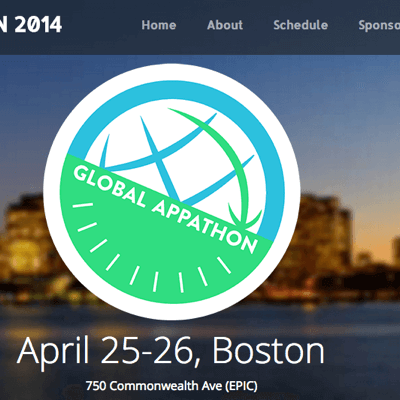 N 2014 Home About Schedule Sponso
GLOBAL APPATHON
April 25-26, Boston
750 Commonwealth Ave (EPIC)